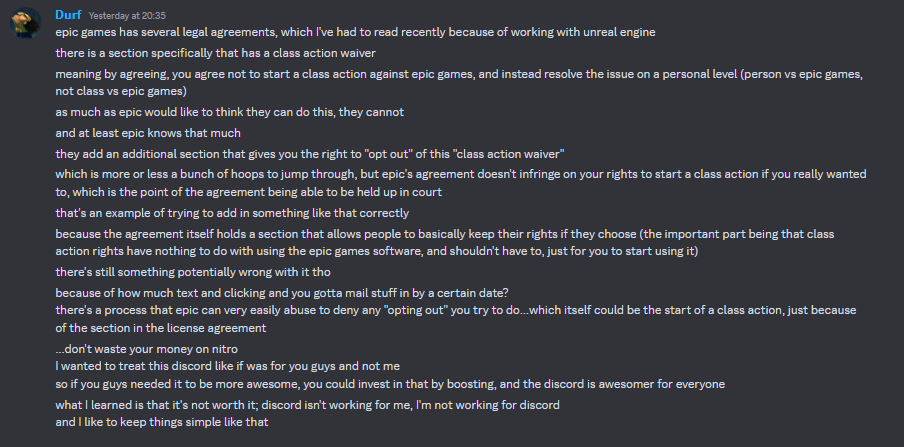 Durf Yesterday at 20:35
epic games has several legal agreements, which I've had to read recently because of working with unreal engine
there is a section specifically that has a class action waiver
meaning by agreeing, you agree not to start a class action against epic games, and instead resolve the issue on a personal level (person vs epic games,
not class vs epic games)
as much as epic would like to think they can do this, they cannot
and at least epic knows that much
they add an additional section that gives you the right to "opt out" of this "class action waiver"
which is more or less a bunch of hoops to jump through, but epic's agreement doesn't infringe on your rights to start a class action if you really wanted
to, which is the point of the agreement being able to be held up in court
that's an example of trying to add in something like that correctly
because the agreement itself holds a section that allows people to basically keep their rights if they choose (the important part being that class
action rights have nothing to do with using the epic games software, and shouldn't have to, just for you to start using it)
there's still something potentially wrong with it tho
because of how much text and clicking and you gotta mail stuff in by a certain date?
there's a process that epic can very easily abuse to deny any "opting out" you try to do...which itself could be the start of a class action, just because
of the section in the license agreement
...don't waste your money on nitro
I wanted to treat this discord like if was for you guys and not me
so if you guys needed it to be more awesome, you could invest in that by boosting, and the discord is awesomer for everyone
what I learned is that it's not worth it; discord isn't working for me, I'm not working for discord
and I like to keep things simple like that